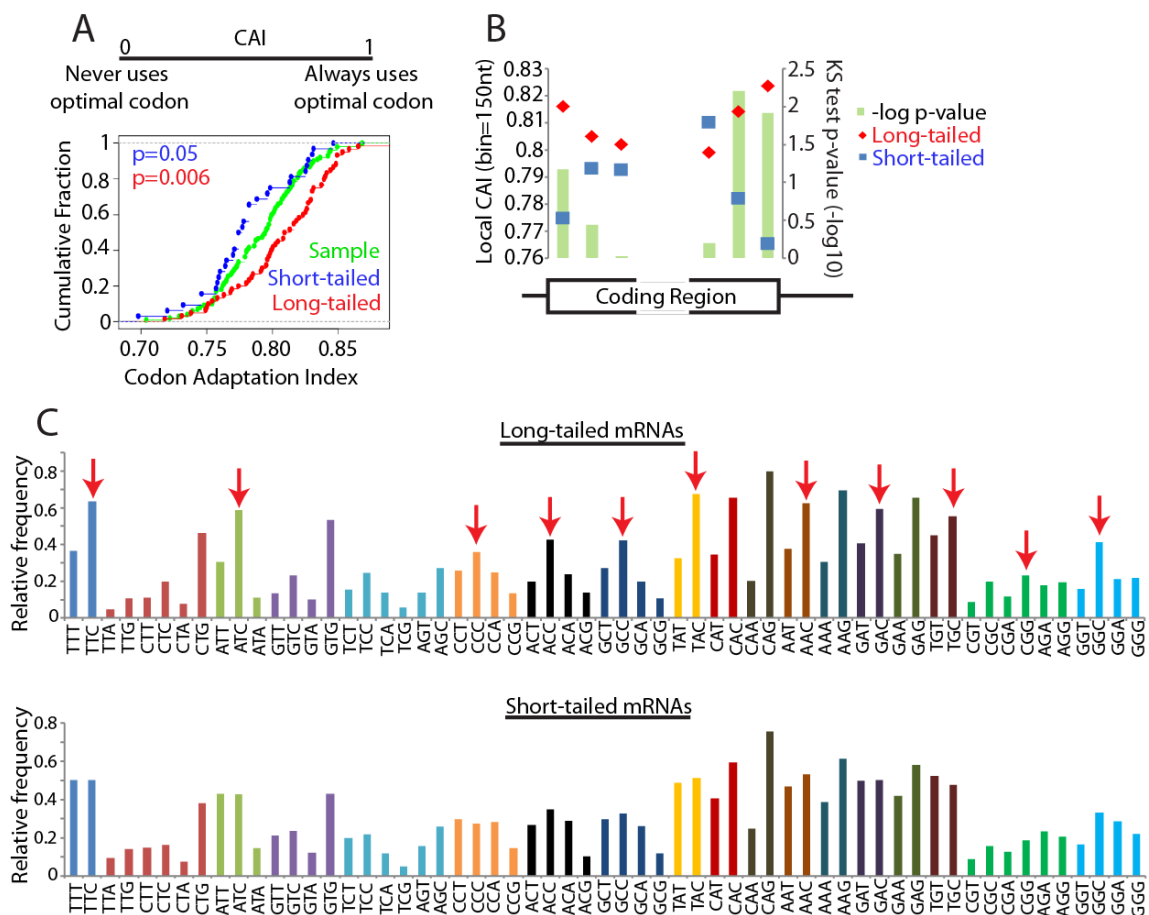 A
CAI
0 1
Never uses optimal codon
Always uses optimal codon
Cumulative Fraction
1
0.8
0.6
0.4
0.2
0
p=0.05
p=0.006
Sample
Short-tailed
Long-tailed
0.70 0.75 0.80 0.85
Codon Adaptation Index
B
Local CAI (bin=150nt)
0.83
0.82
0.81
0.8
0.79
0.78
0.77
0.76
2.5
2
1.5
1
0.5
0
KS test p-value (-log10)
-log p-value
Long-tailed
Short-tailed
Coding Region
C
Long-tailed mRNAs
Relative frequency
0.8
0.6
0.4
0.2
0
TTT TTC TTA TTG CTT CTC CTA CTG ATT ATC ATA GTT GTC GTA GTG TCT TCC TCA TCG AGT AGC CCT CCC CCA CCG ACT ACC ACA ACG GCT GCC GCA GCG TAT TAC CAT CAC CAA CAG AAT AAC AAA AAG GAT GAC GAA GAG TGT TGC CGT CGC CGA CGG AGA AGG GGT GGC GGA GGG
Short-tailed mRNAs
Relative frequency
0.8
0.6
0.4
0.2
0
TTT TTC TTA TTG CTT CTC CTA CTG ATT ATC ATA GTT GTC GTA GTG TCT TCC TCA TCG AGT AGC CCT CCC CCA CCG ACT ACC ACA ACG GCT GCC GCA GCG TAT TAC CAT CAC CAA CAG AAT AAC AAA AAG GAT GAC GAA GAG TGT TGC CGT CGC CGA CGG AGA AGG GGT GGC GGA GGG